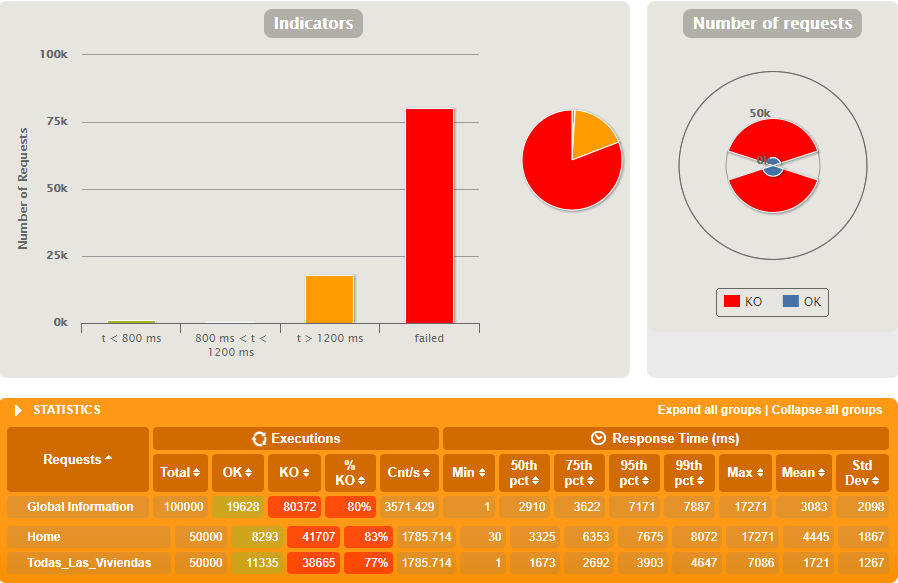 Indicators
Number of Requests
100k
75k
50k
25k
0k
t < 800 ms
800 ms < t <
1200 ms
t > 1200 ms
failed
Number of requests
50k
0k
KO OK
STATISTICS
Expand all groups | Collapse all groups
Requests
Executions
Response Time (ms)
Total OK KO % KO Cnt/s Min 50th pct 75th pct 95th pct 99th pct Max Mean Std Dev
Global Information 100000 19628 80372 80% 3571.429 1 2910 3622 7171 7887 17271 3083 2098
Home 50000 8293 41707 83% 1785.714 30 3325 6353 7675 8072 17271 4445 1867
Todas_Las_Viviendas 50000 11335 38665 77% 1785.714 1 1673 2692 3903 4647 7086 1721 1267